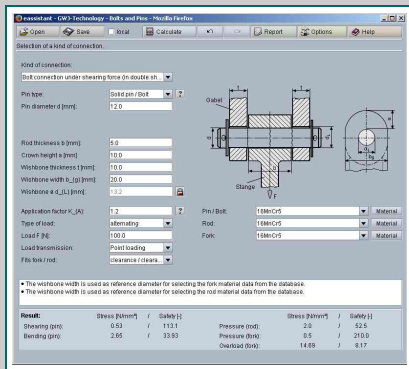 eassistant - GWJ-Technology - Bolts and Pins - Mozilla Firefox
Open Save local Calculate Report Options Help
Selection of a kind of connection.
Kind of connection:
Bolt connection under shearing force (in double sh...
Pin type: Solid pin / Bolt ?
Pin diameter d [mm]: 12.0
Rod thickness b [mm]: 5.0
Crown height a [mm]: 10.0
Wishbone thickness t [mm]: 10.0
Wishbone width b_{g} [mm]: 20.0
Wishbone ø d_{L} [mm]: 13.2
Application factor K_{A}: 1.2 ?
Type of load: alternating
Load F [N]: 100.0
Load transmission: Point loading
Fits fork / rod: clearance / cleara...
Gabel
t
t
Stange
F
Pin / Bolt: 16MnCr5 Material
Rod: 16MnCr5 Material
Fork: 16MnCr5 Material
• The wishbone width is used as reference diameter for selecting the fork material data from the database.
• The wishbone width is used as reference diameter for selecting the rod material data from the database.
Result: Stress [N/mm²] / Safety [-] Stress [N/mm²] / Safety [-]
Shearing (pin): 0.53 / 113.1 Pressure (rod): 2.0 / 52.5
Bending (pin): 2.65 / 33.93 Pressure (fork): 0.5 / 210.0
Overload (fork): 14.69 / 8.17